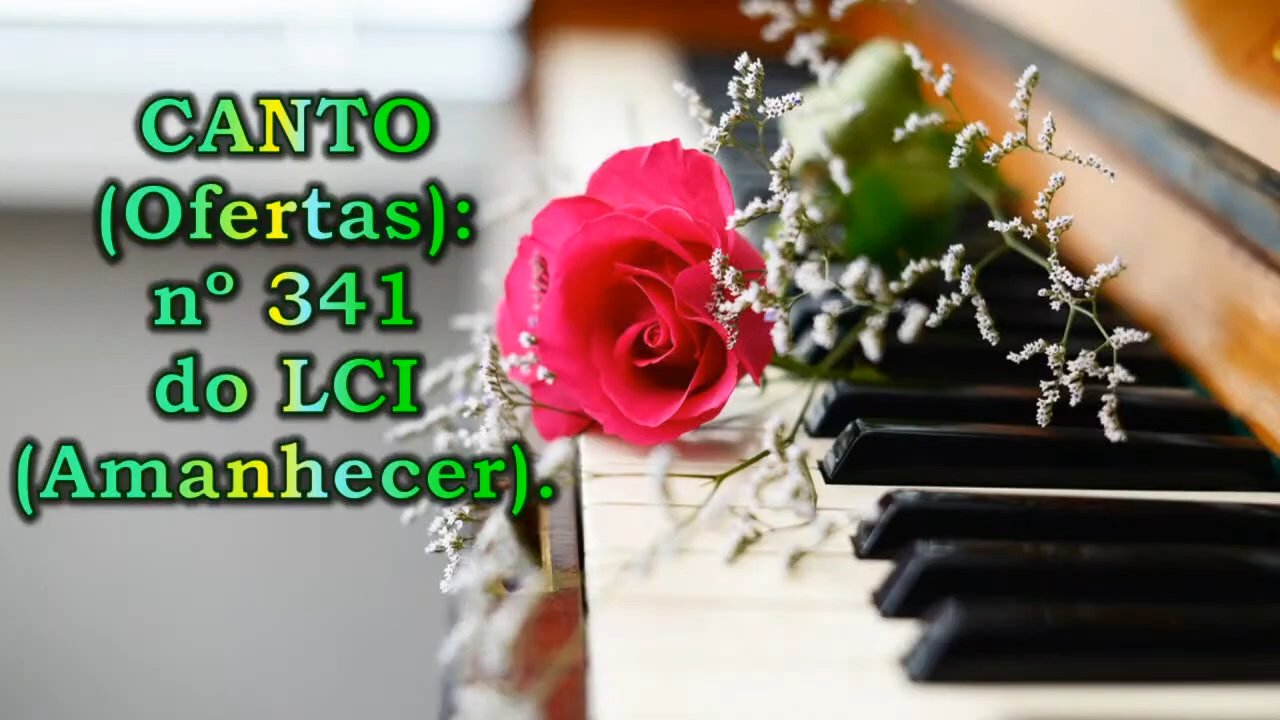 CANTO
(Ofertas):
nº 341
do LCI
(Amanhecer).